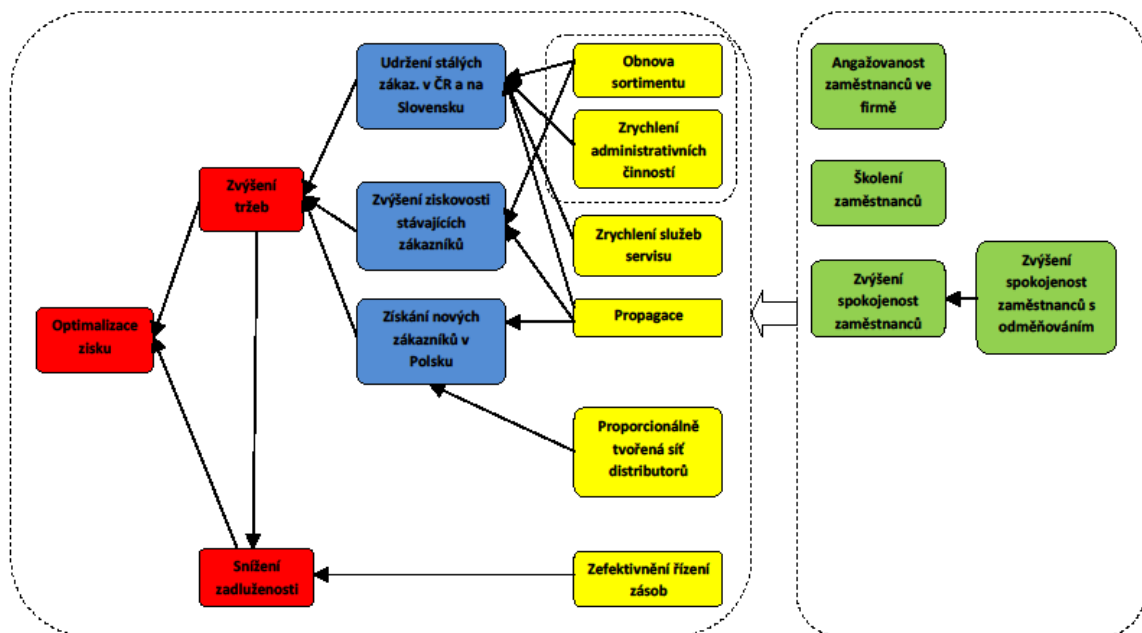 Udržení stálých
zákaz. v ČR a na
Slovensku
Obnova
sortimentu
Angažovanost
zaměstnanců ve
firmě
Zrychlení
administrativních
činností
Zvýšení
tržeb
Zvýšení ziskovosti
stávajících
zákazníků
Školení
zaměstnanců
Zrychlení služeb
servisu
Zvýšení
spokojenost
zaměstnanců
Zvýšení
spokojenost
zaměstnanců s
odměňováním
Optimalizace
zisku
Získání nových
zákazníků v
Polsku
Propagace
Proporcionálně
tvořená síť
distributorů
Snížení
zadluženosti
Zefektivnění řízení
zásob